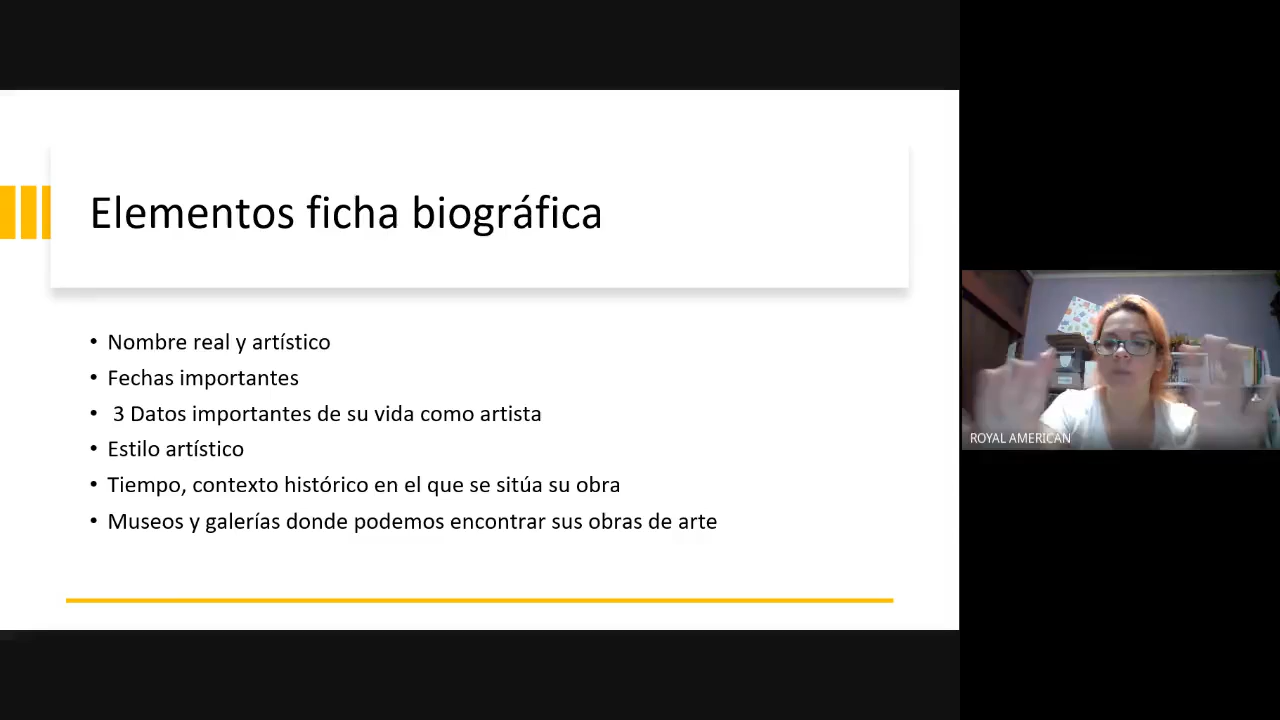 Elementos ficha biográfica
• Nombre real y artístico
• Fechas importantes
• 3 Datos importantes de su vida como artista
• Estilo artístico
• Tiempo, contexto histórico en el que se sitúa su obra
• Museos y galerías donde podemos encontrar sus obras de arte
ROYAL AMERICAN